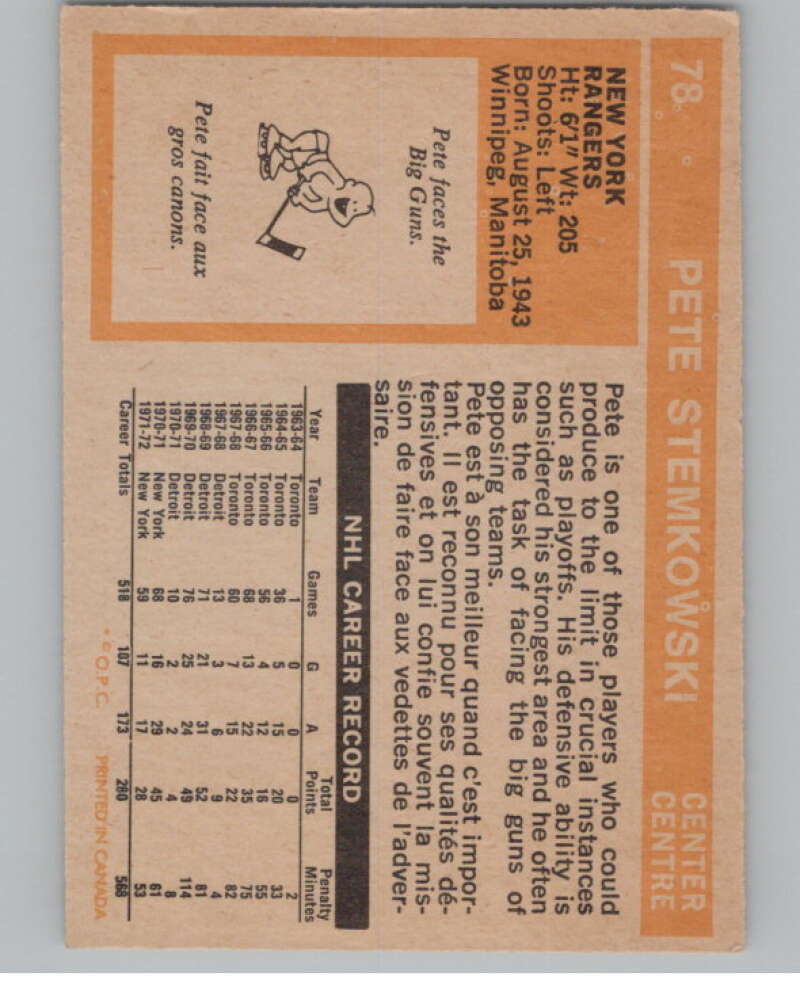 78 PETE STEMKOWSKI CENTER
CENTRE
NEW YORK
RANGERS
Ht: 6'1" Wt: 205
Shoots: Left
Born: August 25, 1943
Winnipeg, Manitoba
Pete faces the
Big Guns.
Pete fait face aux
gros canons.
Pete is one of those players who could
produce to the limit in crucial instances
such as playoffs. His defensive ability is
considered his strongest area and he often
has the task of facing the big guns of
opposing teams.
Pete est à son meilleur quand c'est impor-
tant. Il est reconnu pour ses qualités dé-
fensives et on lui confie souvent la mis-
sion de faire face aux vedettes de l'adver-
saire.
NHL CAREER RECORD
Year Team Games G A Total Points Penalty Minutes
1963-64 Toronto 1 0 0 0 2
1964-65 Toronto 36 5 15 20 33
1965-66 Toronto 56 4 12 16 55
1966-67 Toronto 68 13 22 35 75
1967-68 Toronto 60 7 15 22 82
1967-68 Detroit 13 3 6 9 4
1968-69 Detroit 71 21 31 52 81
1969-70 Detroit 76 25 24 49 114
1970-71 Detroit 10 2 2 4 8
1970-71 New York 68 16 29 45 61
1971-72 New York 59 11 17 28 53
Career Totals 518 107 173 280 568
* © O.P.C. PRINTED IN CANADA